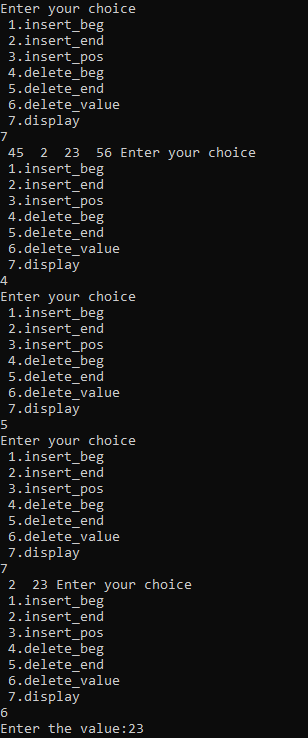 Enter your choice
 1.insert_beg
 2.insert_end
 3.insert_pos
 4.delete_beg
 5.delete_end
 6.delete_value
 7.display
7
 45  2  23  56 Enter your choice
 1.insert_beg
 2.insert_end
 3.insert_pos
 4.delete_beg
 5.delete_end
 6.delete_value
 7.display
4
Enter your choice
 1.insert_beg
 2.insert_end
 3.insert_pos
 4.delete_beg
 5.delete_end
 6.delete_value
 7.display
5
Enter your choice
 1.insert_beg
 2.insert_end
 3.insert_pos
 4.delete_beg
 5.delete_end
 6.delete_value
 7.display
7
 2  23 Enter your choice
 1.insert_beg
 2.insert_end
 3.insert_pos
 4.delete_beg
 5.delete_end
 6.delete_value
 7.display
6
Enter the value:23